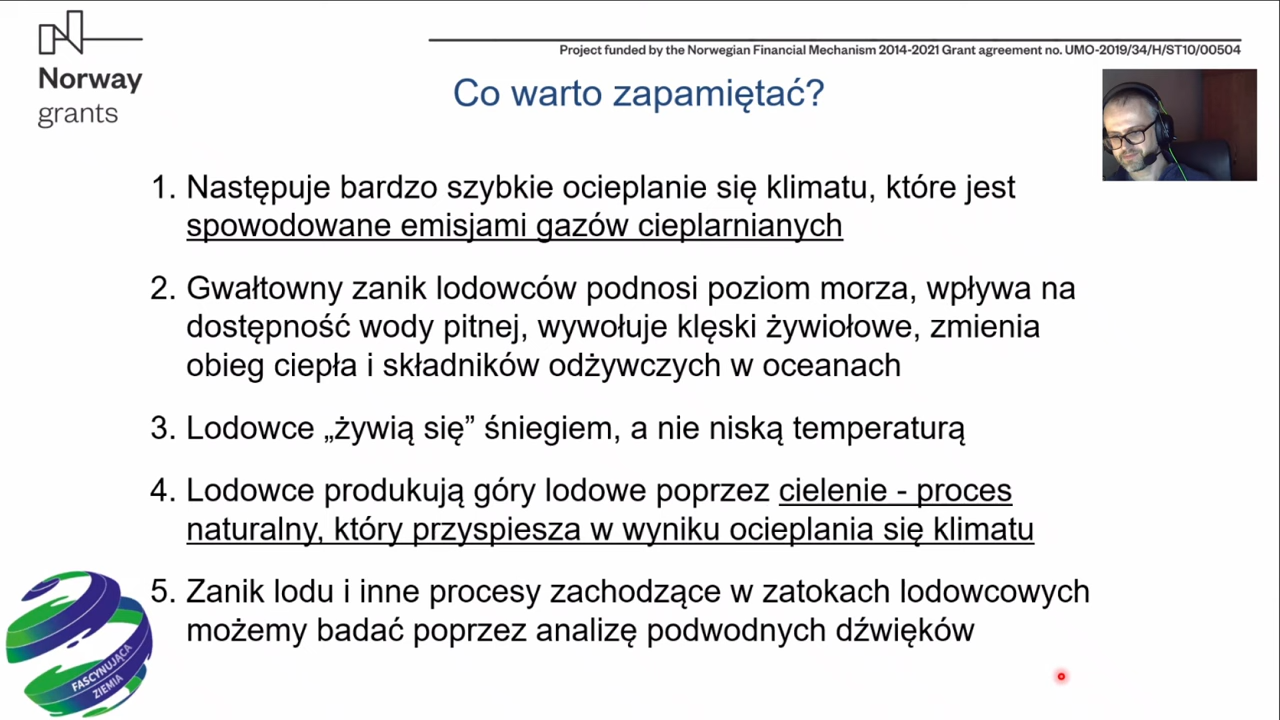 Norway
grants
Project funded by the Norwegian Financial Mechanism 2014-2021 Grant agreement no. UMO-2019/34/H/ST10/00504
Co warto zapamiętać?
1. Następuje bardzo szybkie ocieplanie się klimatu, które jest
spowodowane emisjami gazów cieplarnianych
2. Gwałtowny zanik lodowców podnosi poziom morza, wpływa na
dostępność wody pitnej, wywołuje klęski żywiołowe, zmienia
obieg ciepła i składników odżywczych w oceanach
3. Lodowce „żywią się” śniegiem, a nie niską temperaturą
4. Lodowce produkują góry lodowe poprzez cielenie - proces
naturalny, który przyspiesza w wyniku ocieplania się klimatu
5. Zanik lodu i inne procesy zachodzące w zatokach lodowcowych
możemy badać poprzez analizę podwodnych dźwięków
FASCYNUJĄCA
ZIEMIA